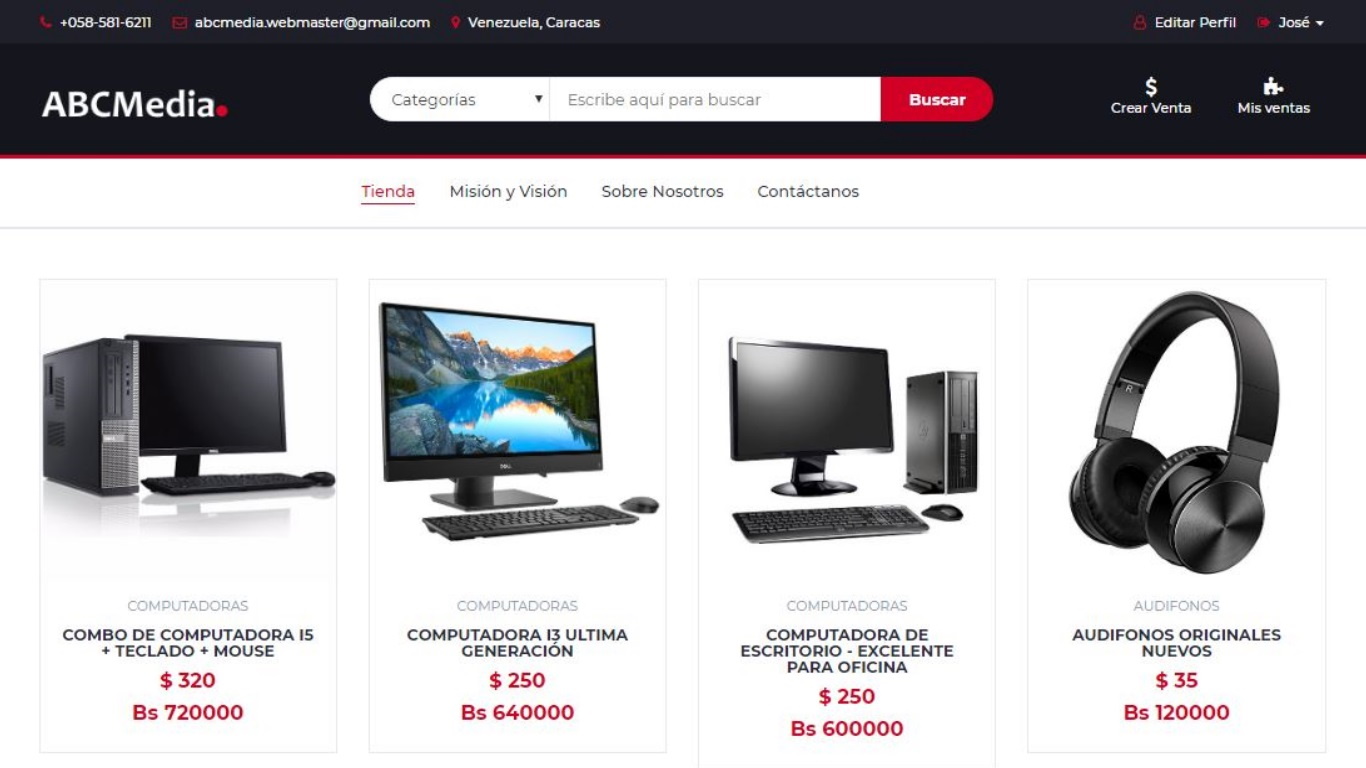 +058-581-6211 abcmedia.webmaster@gmail.com Venezuela, Caracas Editar Perfil José
ABCMedia.
Categorías Escribe aquí para buscar Buscar
Crear Venta Mis ventas
Tienda Misión y Visión Sobre Nosotros Contáctanos
R
DELL
COMPUTADORAS
COMBO DE COMPUTADORA I5
+ TECLADO + MOUSE
$ 320
Bs 720000
COMPUTADORAS
COMPUTADORA I3 ULTIMA
GENERACIÓN
$ 250
Bs 640000
COMPUTADORAS
COMPUTADORA DE
ESCRITORIO - EXCELENTE
PARA OFICINA
$ 250
Bs 600000
AUDIFONOS
AUDIFONOS ORIGINALES
NUEVOS
$ 35
Bs 120000